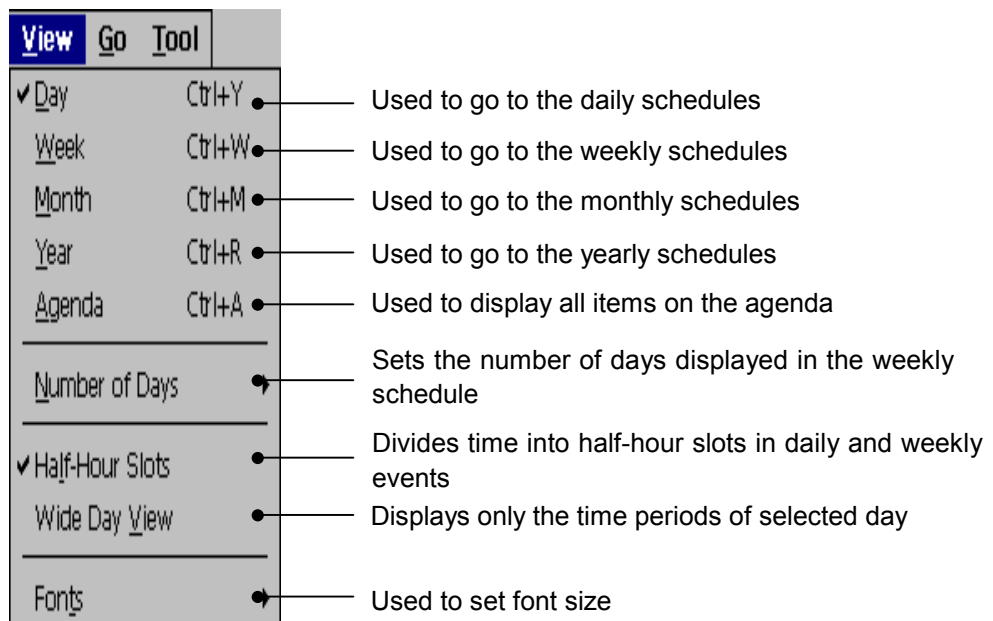 View Go Tool
Day Ctrl+Y Used to go to the daily schedules
Week Ctrl+W Used to go to the weekly schedules
Month Ctrl+M Used to go to the monthly schedules
Year Ctrl+R Used to go to the yearly schedules
Agenda Ctrl+A Used to display all items on the agenda
Number of Days Sets the number of days displayed in the weekly
schedule
Half-Hour Slots Divides time into half-hour slots in daily and weekly
events
Wide Day View Displays only the time periods of selected day
Fonts Used to set font size